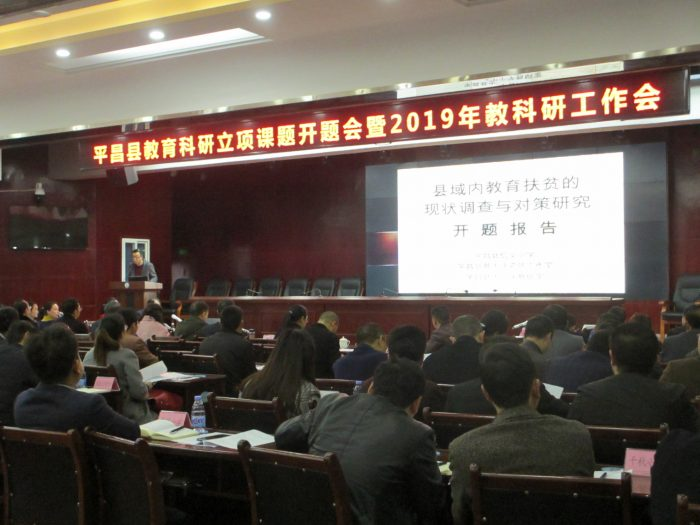 平昌县教育科研立项课题开题会暨2019年教科研工作会
县域内教育扶贫的
现状调查与对策研究
开题报告